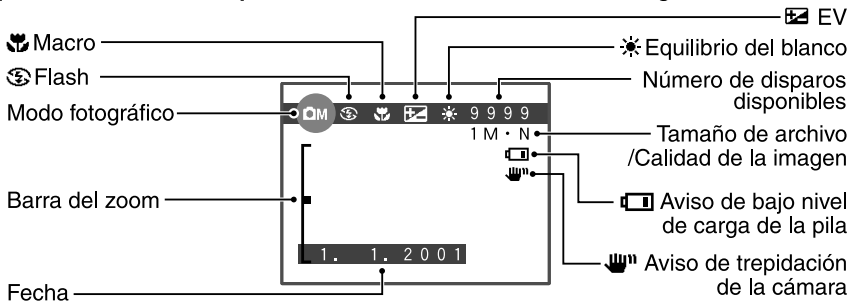 EV
Macro
Equilibrio del blanco
Flash
Número de disparos
disponibles
Modo fotográfico
M 9999
1M · N
Tamaño de archivo
/Calidad de la imagen
Barra del zoom
Aviso de bajo nivel
de carga de la pila
1. 1. 2001
Aviso de trepidación
de la cámara
Fecha